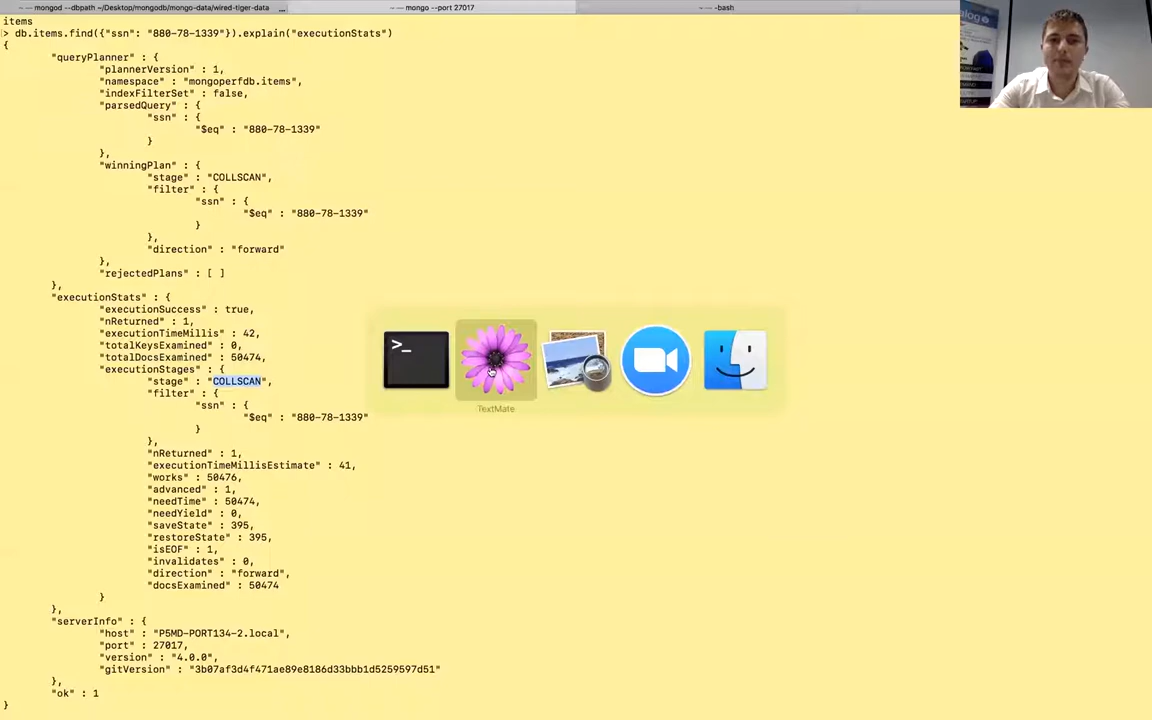 ~ — mongod --dbpath ~/Desktop/mongodb/mongo-data/wired-tiger-data ... ~ — mongo --port 27017 ~ — -bash
items
> db.items.find({"ssn": "880-78-1339"}).explain("executionStats")
{
"queryPlanner" : {
"plannerVersion" : 1,
"namespace" : "mongoperfdb.items",
"indexFilterSet" : false,
"parsedQuery" : {
"ssn" : {
"$eq" : "880-78-1339"
}
},
"winningPlan" : {
"stage" : "COLLSCAN",
"filter" : {
"ssn" : {
"$eq" : "880-78-1339"
}
},
"direction" : "forward"
},
"rejectedPlans" : [ ]
},
"executionStats" : {
"executionSuccess" : true,
"nReturned" : 1,
"executionTimeMillis" : 42,
"totalKeysExamined" : 0,
"totalDocsExamined" : 50474,
"executionStages" : {
"stage" : "COLLSCAN",
"filter" : {
"ssn" : {
"$eq" : "880-78-1339"
}
},
"nReturned" : 1,
"executionTimeMillisEstimate" : 41,
"works" : 50476,
"advanced" : 1,
"needTime" : 50474,
"needYield" : 0,
"saveState" : 395,
"restoreState" : 395,
"isEOF" : 1,
"invalidates" : 0,
"direction" : "forward",
"docsExamined" : 50474
}
},
"serverInfo" : {
"host" : "P5MD-PORT134-2.local",
"port" : 27017,
"version" : "4.0.0",
"gitVersion" : "3b07af3d4f471ae89e8186d33bbb1d5259597d51"
},
"ok" : 1
}
>_
TextMate